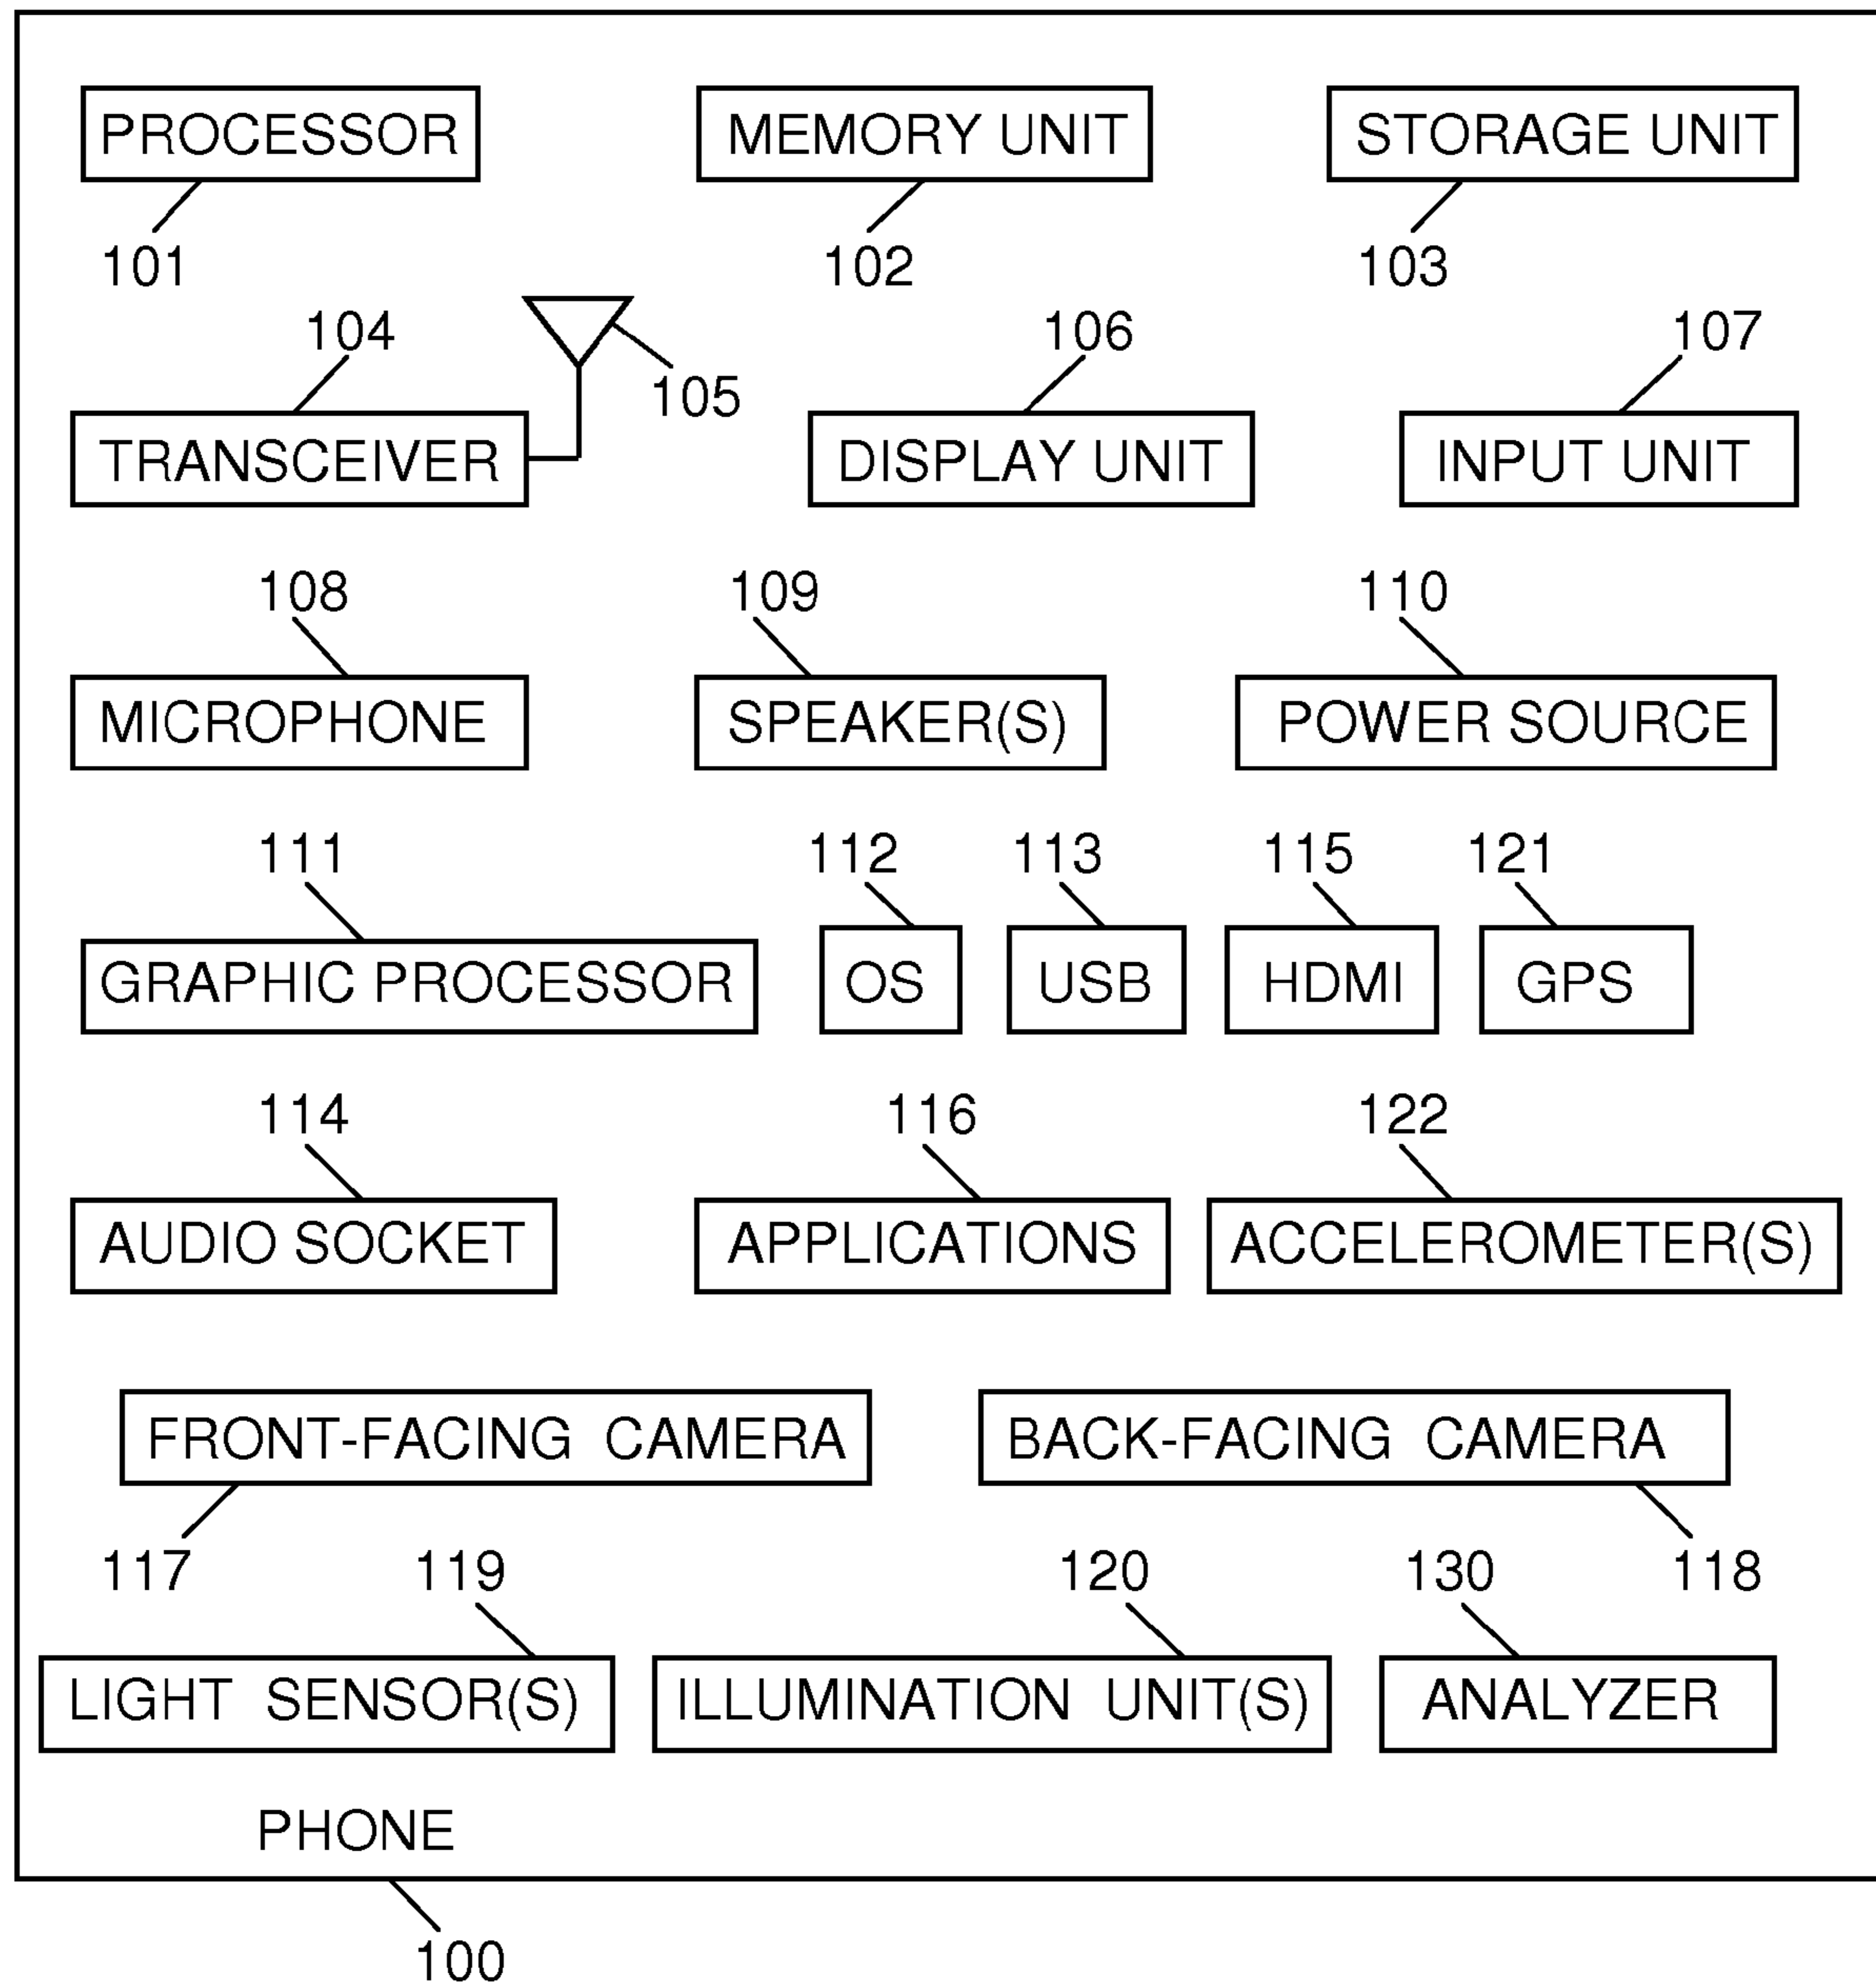 PROCESSOR MEMORY UNIT STORAGE UNIT
101 102 103
104 105 106 107
TRANSCEIVER DISPLAY UNIT INPUT UNIT
108 109 110
MICROPHONE SPEAKER(S) POWER SOURCE
111 112 113 115 121
GRAPHIC PROCESSOR OS USB HDMI GPS
114 116 122
AUDIO SOCKET APPLICATIONS ACCELEROMETER(S)
FRONT-FACING CAMERA BACK-FACING CAMERA
117 119 120 130 118
LIGHT SENSOR(S) ILLUMINATION UNIT(S) ANALYZER
PHONE
100